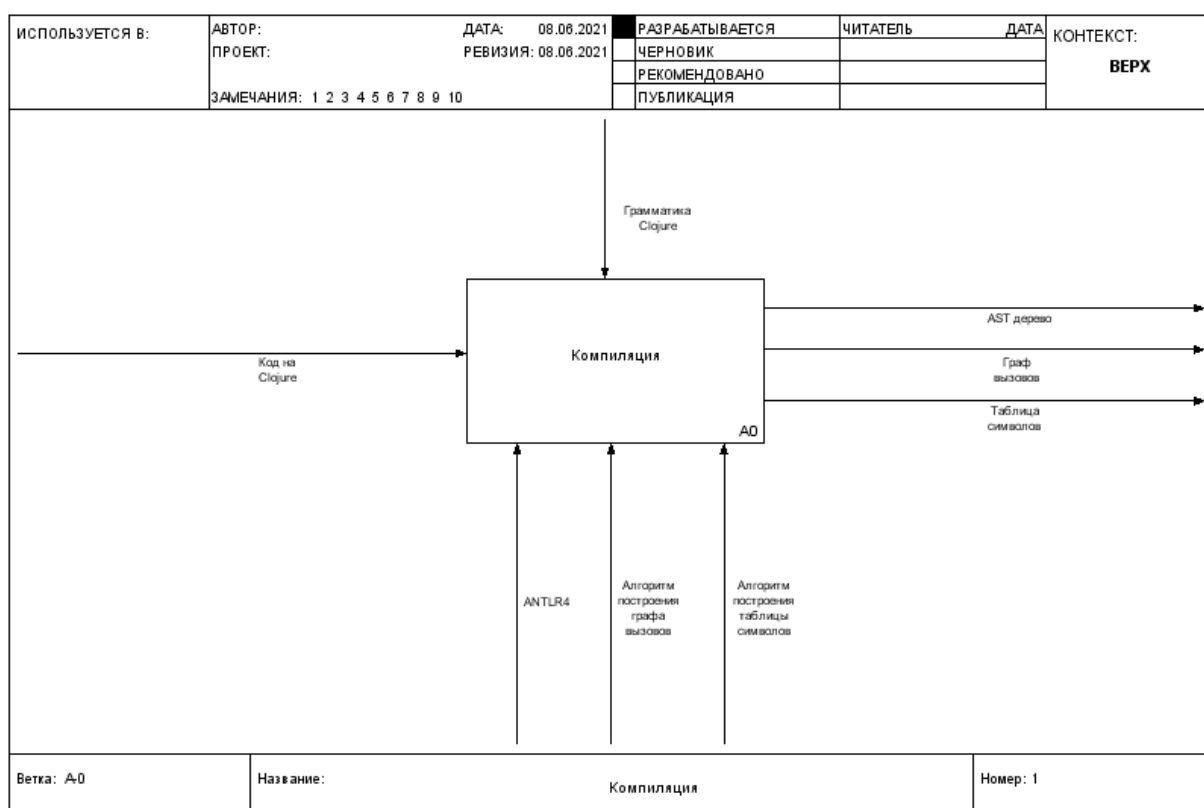 ИСПОЛЬЗУЕТСЯ В:
АВТОР:
ДАТА: 08.06.2021
ПРОЕКТ:
РЕВИЗИЯ: 08.06.2021
ЗАМЕЧАНИЯ: 1 2 3 4 5 6 7 8 9 10
РАЗРАБАТЫВАЕТСЯ
ЧЕРНОВИК
РЕКОМЕНДОВАНО
ПУБЛИКАЦИЯ
ЧИТАТЕЛЬ
ДАТА
КОНТЕКСТ:
ВЕРХ
Грамматика
Clojure
Код на
Clojure
Компиляция
A0
AST дерево
Граф
вызовов
Таблица
символов
ANTLR4
Алгоритм
построения
графа
вызовов
Алгоритм
построения
таблицы
символов
Ветка: A-0
Название:
Компиляция
Номер: 1